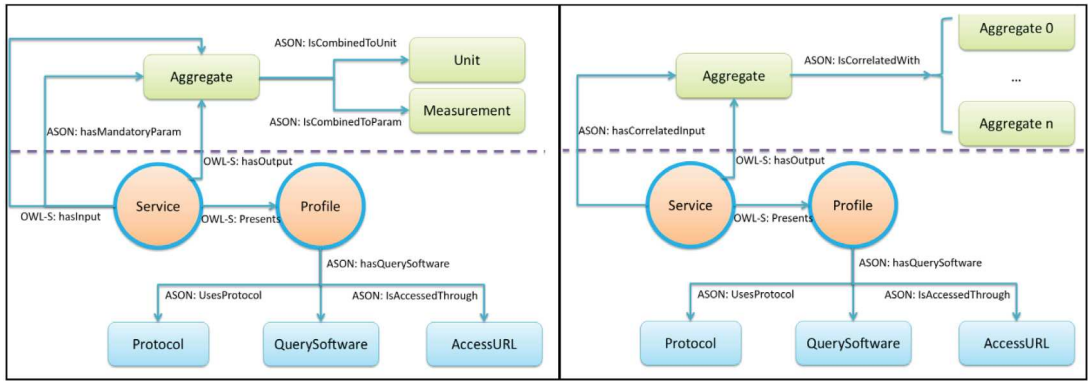 ASON: IsCombinedToUnit
Unit
Aggregate
Measurement
ASON: IsCombinedToParam
ASON: hasMandatoryParam
OWL-S: hasOutput
Service
Profile
OWL-S: hasInput
OWL-S: Presents
ASON: hasQuerySoftware
ASON: UsesProtocol
ASON: IsAccessedThrough
Protocol
QuerySoftware
AccessURL
Aggregate 0
ASON: IsCorrelatedWith
Aggregate
...
Aggregate n
ASON: hasCorrelatedInput
OWL-S: hasOutput
Service
Profile
OWL-S: Presents
ASON: hasQuerySoftware
ASON: UsesProtocol
ASON: IsAccessedThrough
Protocol
QuerySoftware
AccessURL